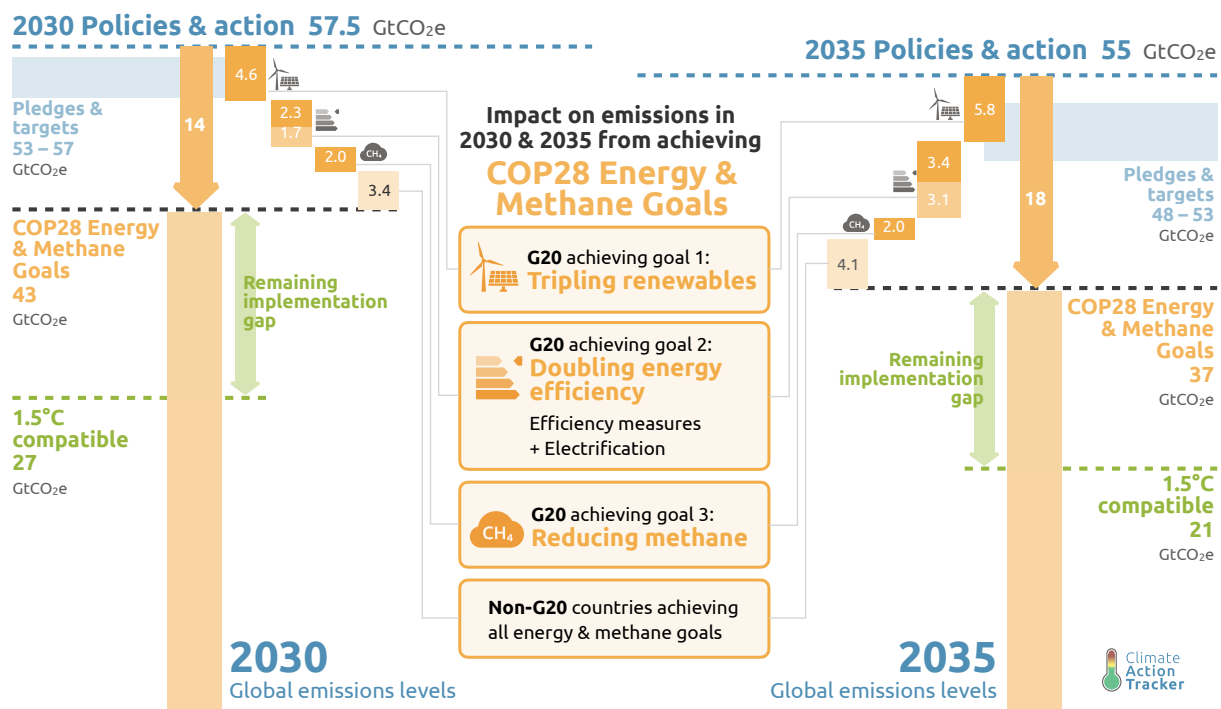 2030 Policies & action 57.5 GtCO₂e
4.6
Pledges &
targets
53 – 57
GtCO₂e
14
2.3
1.7
2.0
CH₄
3.4
COP28 Energy
& Methane
Goals
43
GtCO₂e
Remaining
implementation
gap
1.5°C
compatible
27
GtCO₂e
2030
Global emissions levels
Impact on emissions in
2030 & 2035 from achieving
COP28 Energy &
Methane Goals
G20 achieving goal 1:
Tripling renewables
G20 achieving goal 2:
Doubling energy
efficiency
Efficiency measures
+ Electrification
CH₄
G20 achieving goal 3:
Reducing methane
Non-G20 countries achieving
all energy & methane goals
2035 Policies & action 55 GtCO₂e
5.8
3.4
3.1
CH₄
2.0
4.1
18
Pledges &
targets
48 – 53
GtCO₂e
COP28 Energy
& Methane
Goals
37
GtCO₂e
Remaining
implementation
gap
1.5°C
compatible
21
GtCO₂e
2035
Global emissions levels
Climate
Action
Tracker